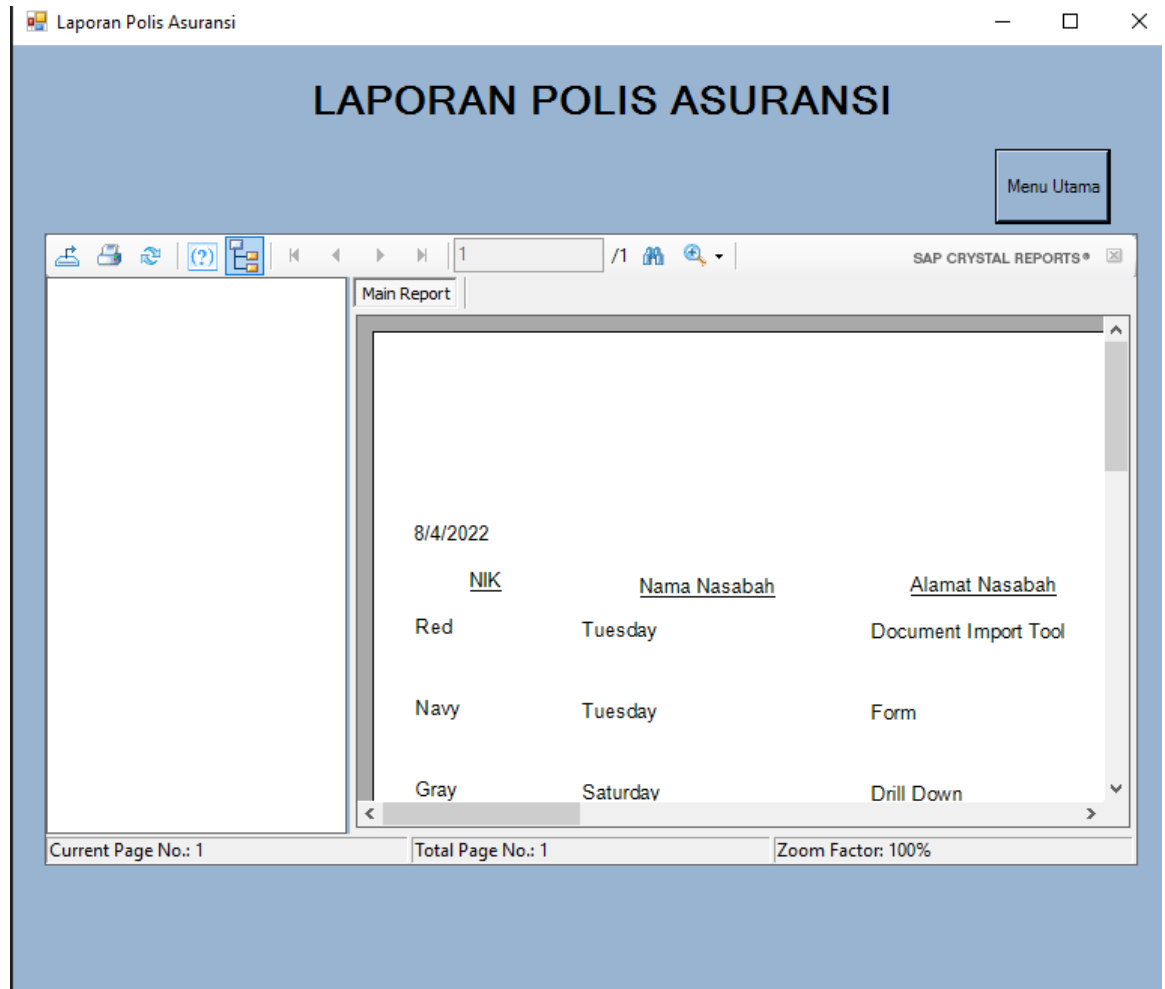 Laporan Polis Asuransi
LAPORAN POLIS ASURANSI
Menu Utama
(?) 1 /1 SAP CRYSTAL REPORTS®
Main Report
8/4/2022
NIK Nama Nasabah Alamat Nasabah
Red Tuesday Document Import Tool
Navy Tuesday Form
Gray Saturday Drill Down
Current Page No.: 1 Total Page No.: 1 Zoom Factor: 100%